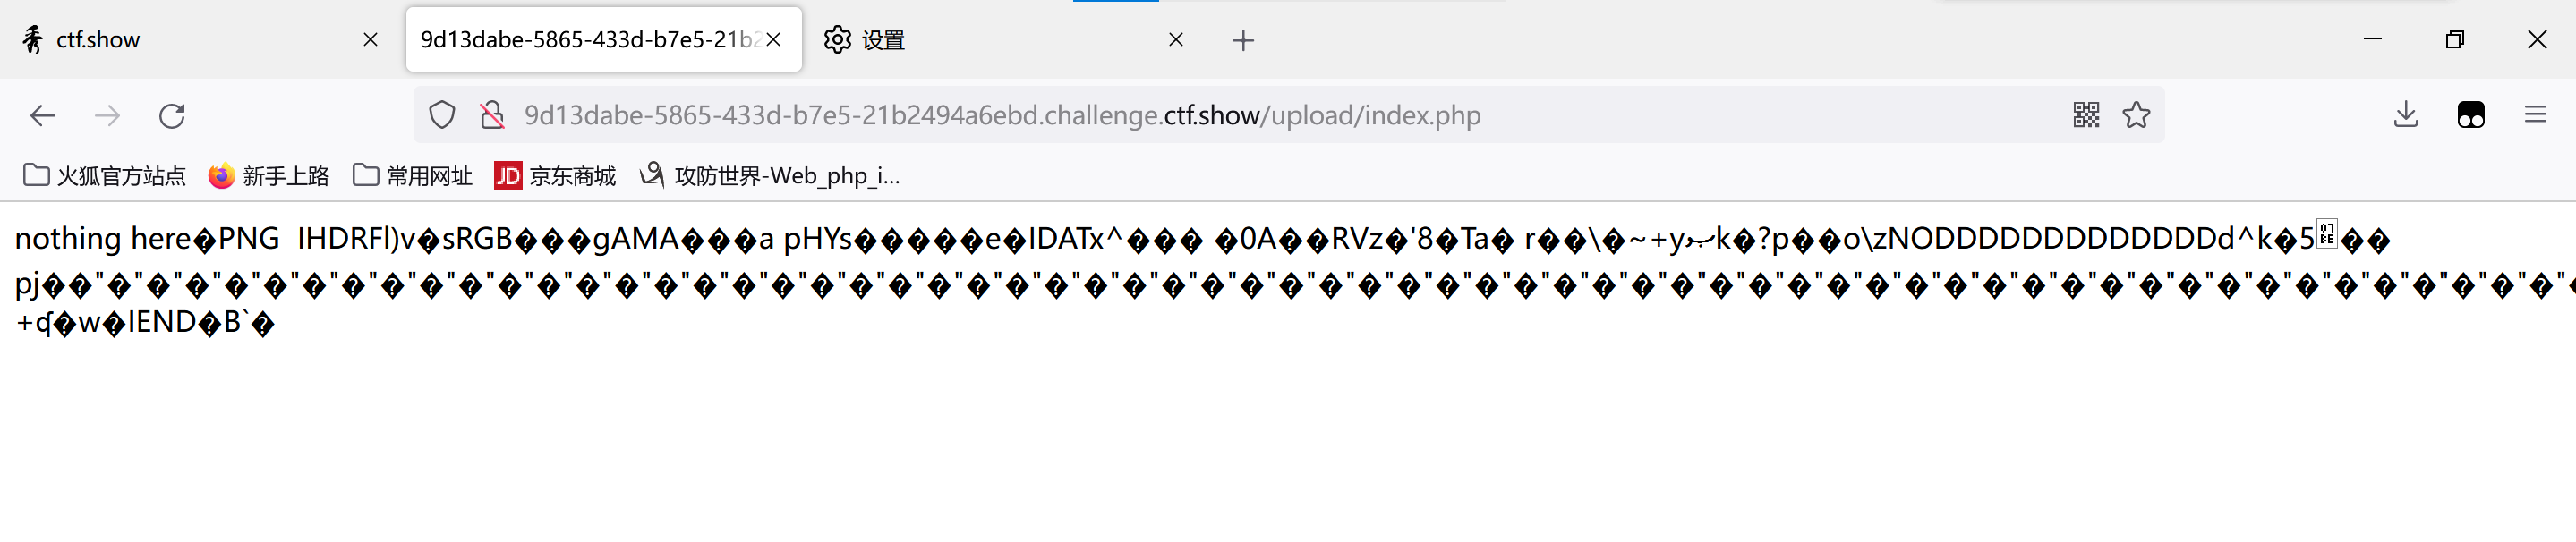 ctf.show
9d13dabe-5865-433d-b7e5-21b2
设置
9d13dabe-5865-433d-b7e5-21b2494a6ebd.challenge.ctf.show/upload/index.php
火狐官方站点 新手上路 常用网址 JD 京东商城 攻防世界-Web_php_i...
nothing here�PNG IHDRFl)v�sRGB���gAMA���a pHYs�����e�IDATx^��� �0A��RVz�'8�Ta� r��\�~+y k�?p��o\zNODDDDDDDDDDDDDd^k�5��
pj��"�"�"�"�"�"�"�"�"�"�"�"�"�"�"�"�"�"�"�"�"�"�"�"�"�"�"�"�"�"�"�"�"�"�"�"�"�"�"�"�"�"�"�"�"�"�"�"�"�"�"�"�"�"�"�"�"�"�"�"�"�"�"�"�
+ʠ�w�IEND�B`�